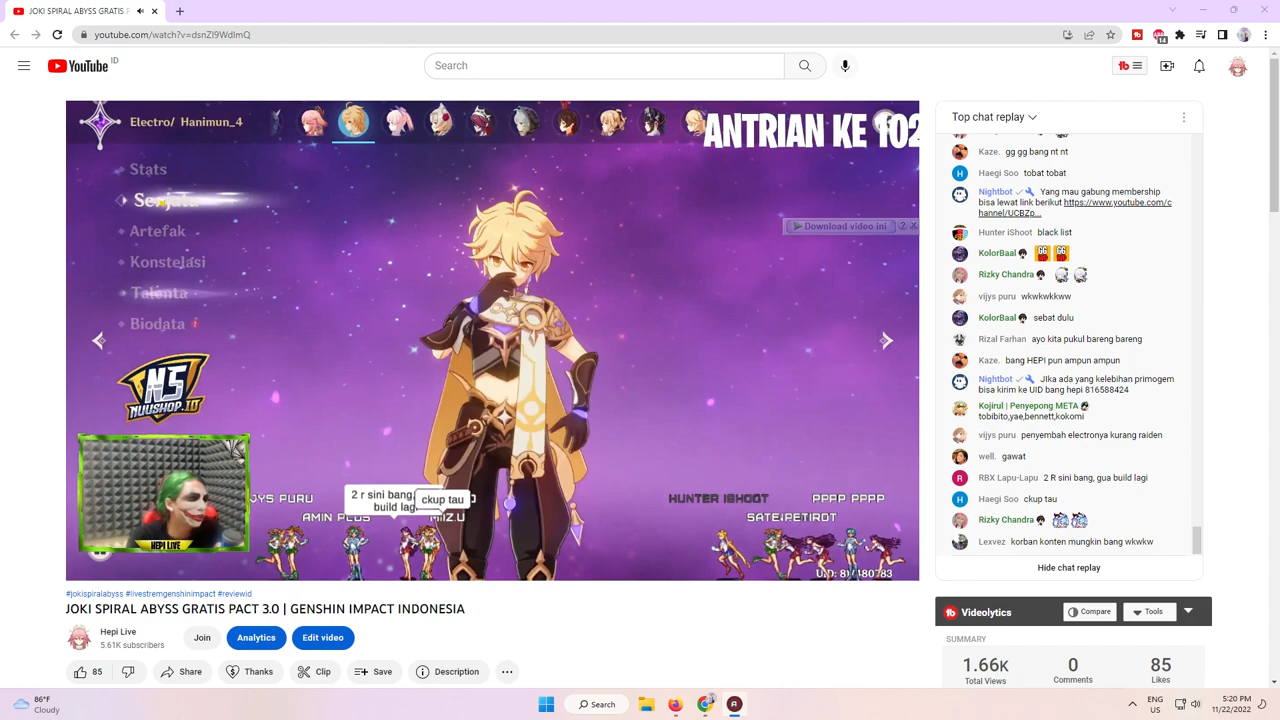 JOKI SPIRAL ABYSS GRATIS P
youtube.com/watch?v=dsnZI9WdlmQ
14
YouTube ID
Search
Electro/ Hanimun_4
ANTRIAN KE 102
Stats
Senjata
Artefak
Konstelasi
Talenta
Biodata
Download video ini
NS
NUUSHOP.ID
HEPI LIVE
JYS PURU
2 r sini bang,
build lagi
ckup tau
AMIN PLUS
MIZ.U
HUNTER ISHOOT
PPPP PPPP
SATEIPETIROT
UID: 817480783
Top chat replay
Kaze. gg gg bang nt nt
Haegi Soo tobat tobat
Nightbot Yang mau gabung membership
bisa lewat link berikut https://www.youtube.com/c
hannel/UCBZp...
Hunter iShoot black list
KolorBaal GG GG
Rizky Chandra
vijys puru wkwkwkkww
KolorBaal sebat dulu
Rizal Farhan ayo kita pukul bareng bareng
Kaze. bang HEPI pun ampun ampun
Nightbot JIka ada yang kelebihan primogem
bisa kirim ke UID bang hepi 816588424
Kojirul | Penyepong META
tobibito,yae,bennett,kokomi
vijys puru penyembah electronya kurang raiden
well. gawat
RBX Lapu-Lapu 2 R sini bang, gua build lagi
Haegi Soo ckup tau
Rizky Chandra
Lexvez korban konten mungkin bang wkwkw
Hide chat replay
#jokispiralabyss #livestremgenshinimpact #reviewid
JOKI SPIRAL ABYSS GRATIS PACT 3.0 | GENSHIN IMPACT INDONESIA
Hepi Live
5.61K subscribers
Join
Analytics
Edit video
85
Share
Thanks
Clip
Save
Description
Videolytics
Compare
Tools
SUMMARY
1.66K
Total Views
0
Comments
85
Likes
86°F
Cloudy
Search
ENG
US
5:20 PM
11/22/2022